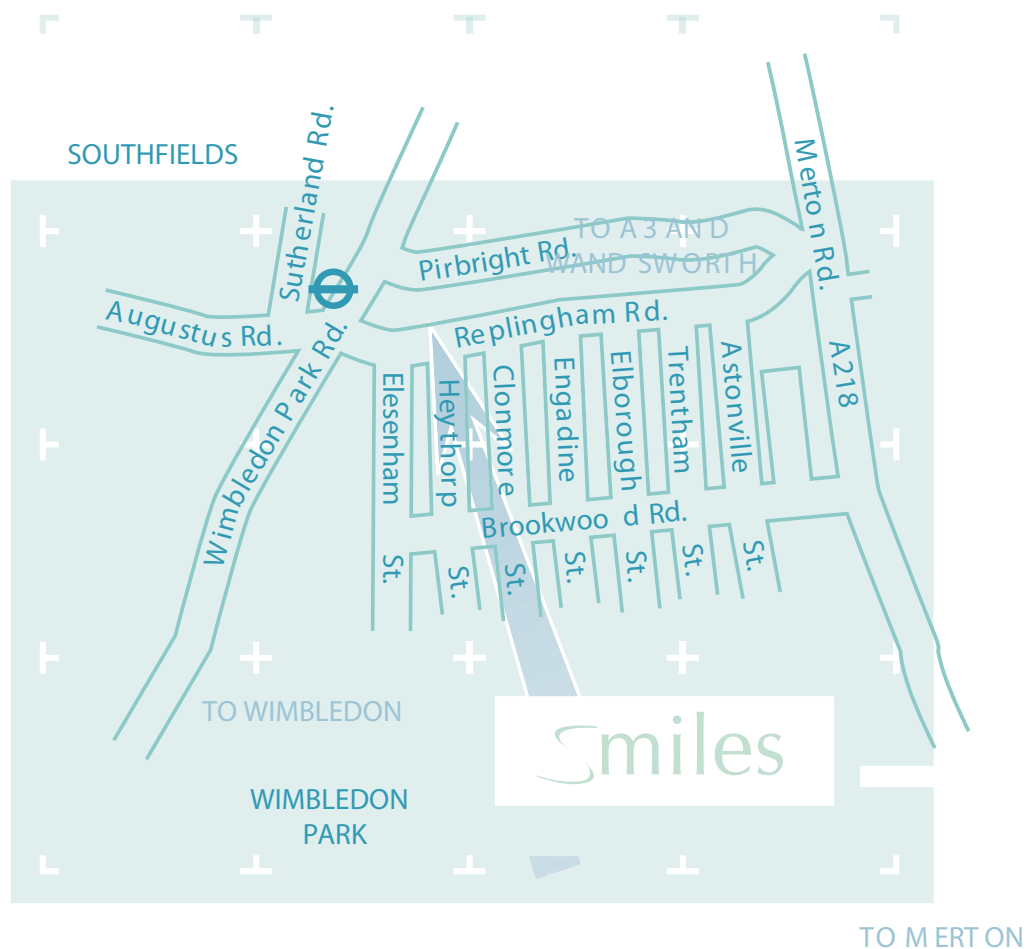 SOUTHFIELDS
Sutherland Rd.
Merton Rd.
TO A3 AND
WANDSWORTH
Pirbright Rd.
Augustus Rd.
Replingham Rd.
Wimbledon Park Rd.
A218
Elesenham
Heythorp
Clonmore
Engadine
Elborough
Trentham
Astonville
Brookwood Rd.
St.
St.
St.
St.
St.
St.
St.
TO WIMBLEDON
Smiles
WIMBLEDON
PARK
TO MERTON